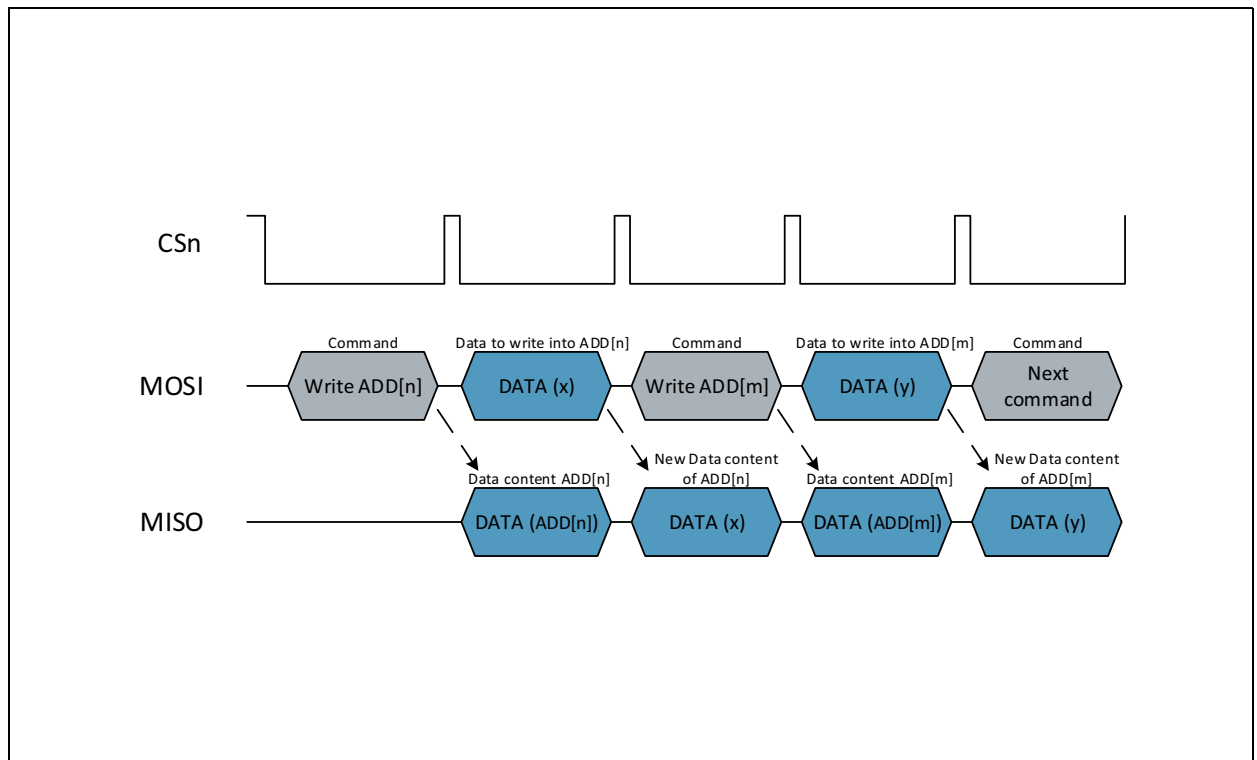 CSn
Command
Data to write into ADD[n]
Command
Data to write into ADD[m]
Command
MOSI
Write ADD[n]
DATA (x)
Write ADD[m]
DATA (y)
Next
command
New Data content
of ADD[n]
New Data content
of ADD[m]
Data content ADD[n]
Data content ADD[m]
MISO
DATA (ADD[n])
DATA (x)
DATA (ADD[m])
DATA (y)